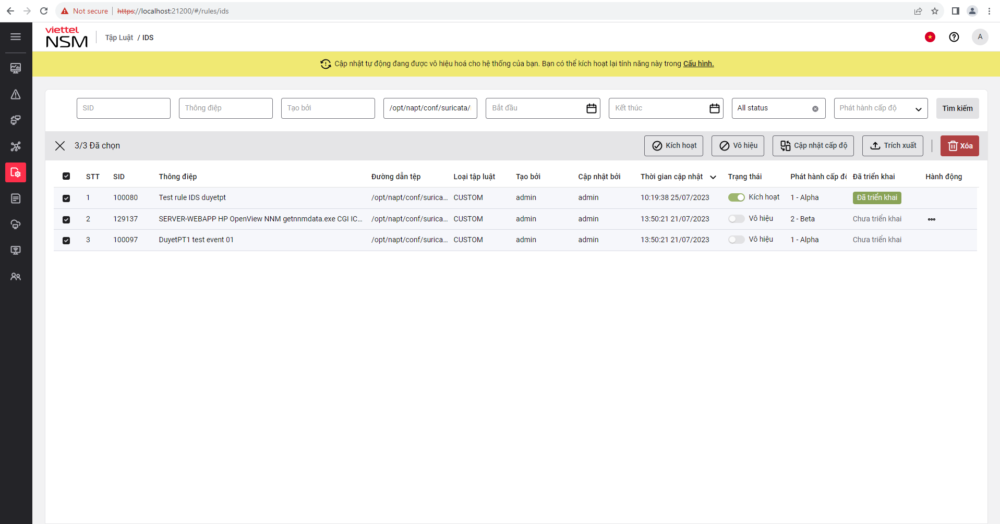 Not secure | https://localhost:21200/#/rules/ids
viettel
NSM
Tập Luật / IDS
A
Cập nhật tự động đang được vô hiệu hoá cho hệ thống của bạn. Bạn có thể kích hoạt lại tính năng này trong Cấu hình.
SID Thông điệp Tạo bởi /opt/napt/conf/suricata/ Bắt đầu Kết thúc All status Phát hành cấp độ Tìm kiếm
3/3 Đã chọn Kích hoạt Vô hiệu Cập nhật cấp độ Trích xuất Xóa
STT SID Thông điệp Đường dẫn tệp Loại tập luật Tạo bởi Cập nhật bởi Thời gian cập nhật Trạng thái Phát hành cấp độ Đã triển khai Hành động
1 100080 Test rule IDS duyetpt /opt/napt/conf/surica... CUSTOM admin admin 10:19:38 25/07/2023 Kích hoạt 1 - Alpha Đã triển khai
2 129137 SERVER-WEBAPP HP OpenView NNM getnnmdata.exe CGI IC... /opt/napt/conf/surica... CUSTOM admin admin 13:50:21 21/07/2023 Vô hiệu 2 - Beta Chưa triển khai
3 100097 DuyetPT1 test event 01 /opt/napt/conf/surica... CUSTOM admin admin 13:50:21 21/07/2023 Vô hiệu 1 - Alpha Chưa triển khai